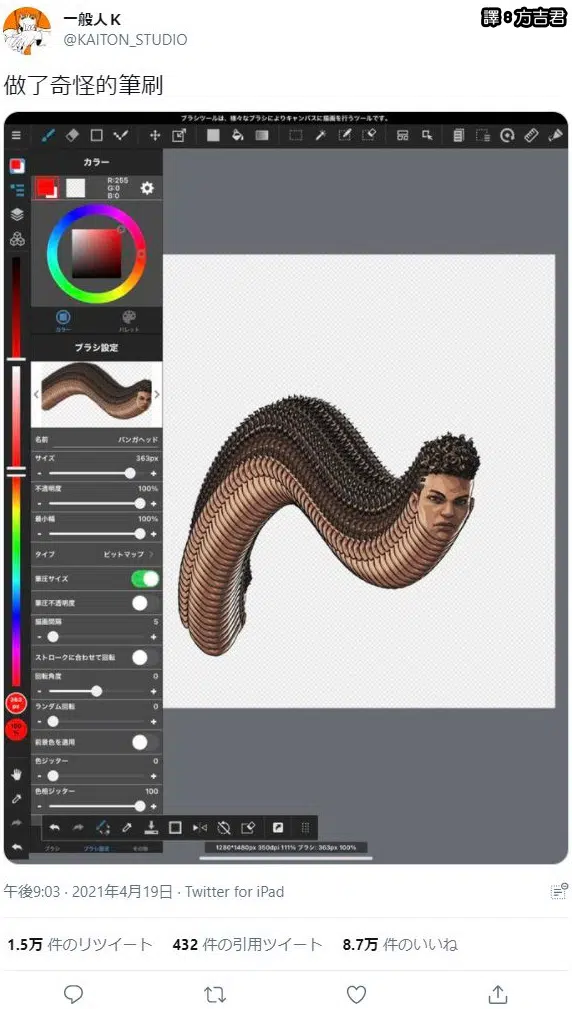 譯8方吉君
一般人K
@KAITON_STUDIO
做了奇怪的筆刷
ブラシツールは、様々なブラシによりキャンバスに描画を行うツールです。
カラー
R:255
G:0
B:0
カラー
パレット
ブラシ設定
名前 バンガヘッド
サイズ 363px
- +
不透明度 100%
- +
最小幅 100%
- +
タイプ ビットマップ
筆圧サイズ
筆圧不透明度
描画間隔 5
- +
ストロークに合わせて回転
回転角度 0
- +
ランダム回転 0
- +
前景色を適用
色ジッター 0
- +
色相ジッター 100
- +
363
px
100
%
ブラシ ブラシ設定 その他
1280*1480px 350dpi 111% ブラシ: 363px 100%
午後9:03 · 2021年4月19日 · Twitter for iPad
1.5万 件のリツイート 432 件の引用ツイート 8.7万 件のいいね